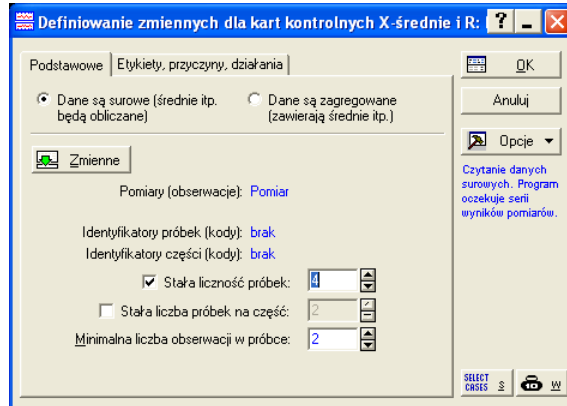 Definiowanie zmiennych dla kart kontrolnych X-średnie i R:
Podstawowe
Etykiety, przyczyny, działania
Dane są surowe (średnie itp.
będą obliczane)
Dane są zagregowane
(zawierają średnie itp.)
Zmienne
Pomiary (obserwacje): Pomiar
Identyfikatory próbek (kody): brak
Identyfikatory części (kody): brak
Stała liczność próbek: 4
Stała liczba próbek na część: 2
Minimalna liczba obserwacji w próbce: 2
OK
Anuluj
Opcje
Czytanie danych
surowych. Program
oczekuje serii
wyników pomiarów.
SELECT
CASES S
10 W